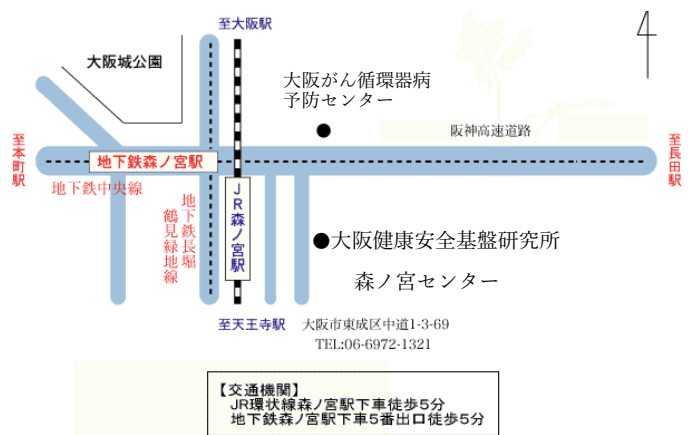 至大阪駅
大阪城公園
大阪がん循環器病
予防センター
阪神高速道路
至本町駅
地下鉄森ノ宮駅
至長田駅
地下鉄中央線
地下鉄長堀
鶴見緑地線
JR森ノ宮駅
●大阪健康安全基盤研究所
森ノ宮センター
至天王寺駅
大阪市東成区中道1-3-69
TEL:06-6972-1321
【交通機関】
JR環状線森ノ宮駅下車徒歩5分
地下鉄森ノ宮駅下車5番出口徒歩5分